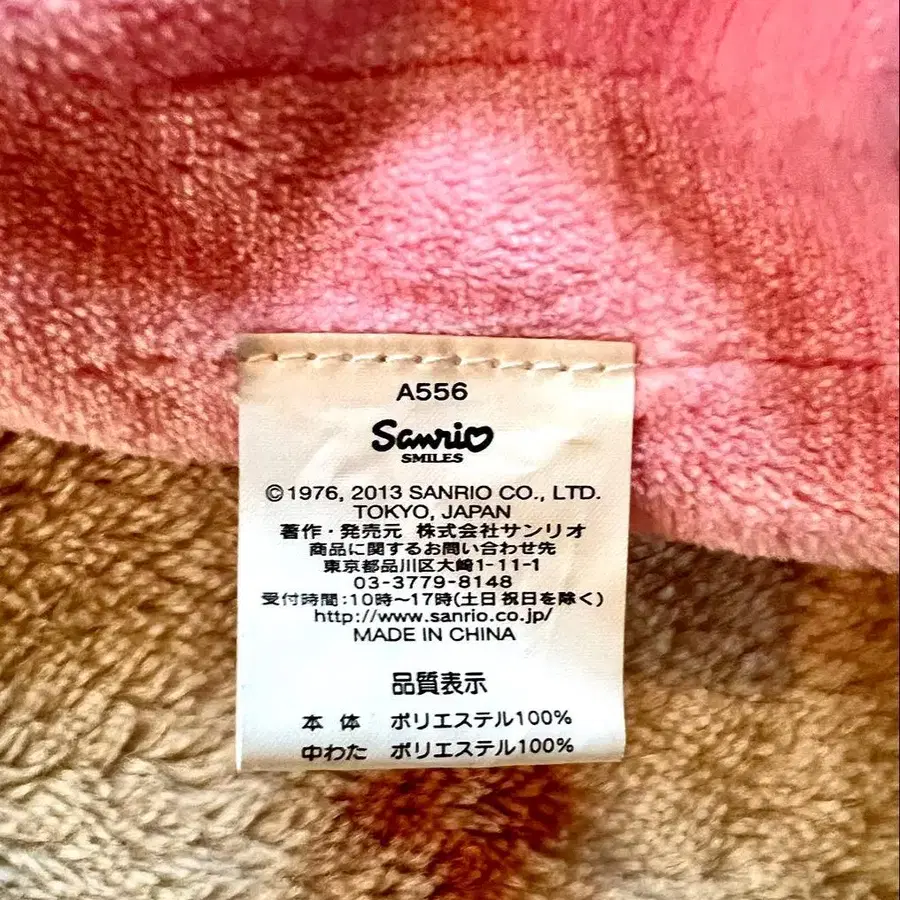 A556
Sanrio
SMILES
©1976, 2013 SANRIO CO., LTD.
TOKYO, JAPAN
著作・発売元 株式会社サンリオ
商品に関するお問い合わせ先
東京都品川区大崎1-11-1
03-3779-8148
受付時間:10時〜17時(土日祝日を除く)
http://www.sanrio.co.jp/
MADE IN CHINA
品質表示
本 体 ポリエステル100%
中わた ポリエステル100%